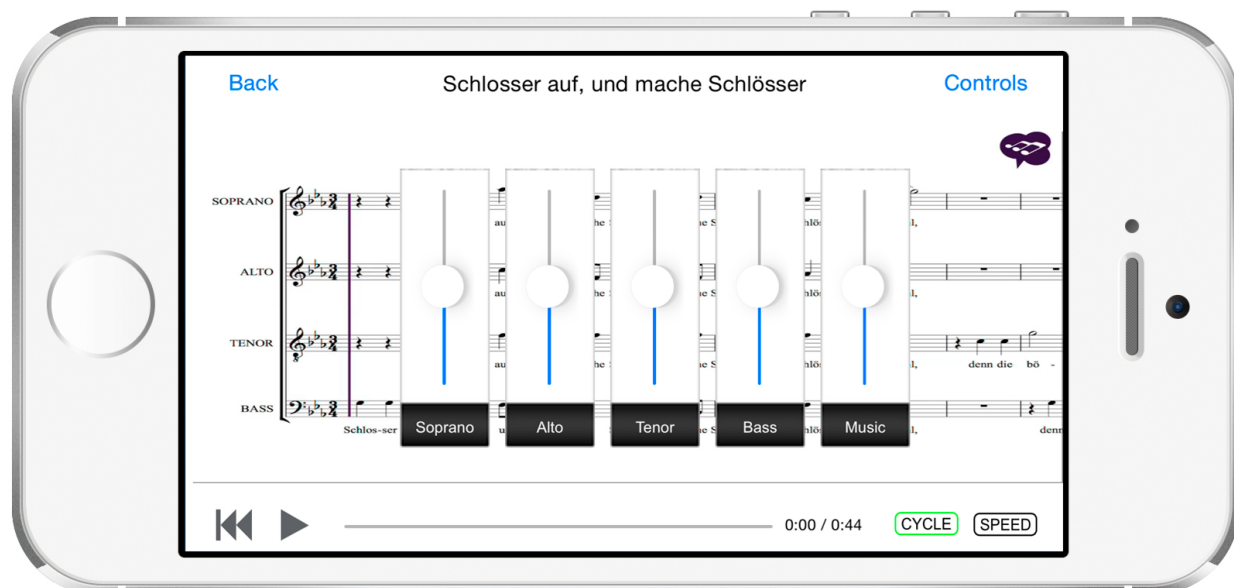 Back Schlosser auf, und mache Schlösser Controls
SOPRANO
ALTO
TENOR
denn die bö -
BASS
Schlos-ser
Soprano Alto Tenor Bass Music
0:00 / 0:44 CYCLE SPEED